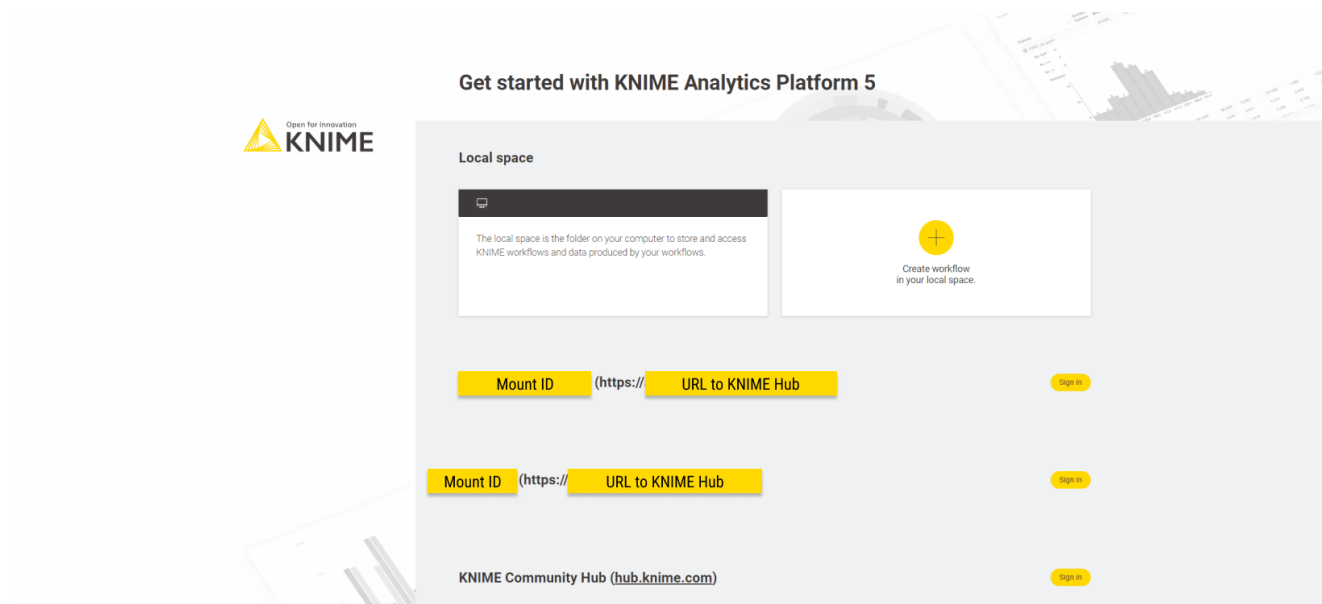 Get started with KNIME Analytics Platform 5
Open for Innovation
KNIME
Local space
The local space is the folder on your computer to store and access
KNIME workflows and data produced by your workflows.
Create workflow
in your local space.
Mount ID (https:// URL to KNIME Hub
Sign in
Mount ID (https:// URL to KNIME Hub
Sign in
KNIME Community Hub (hub.knime.com)
Sign in